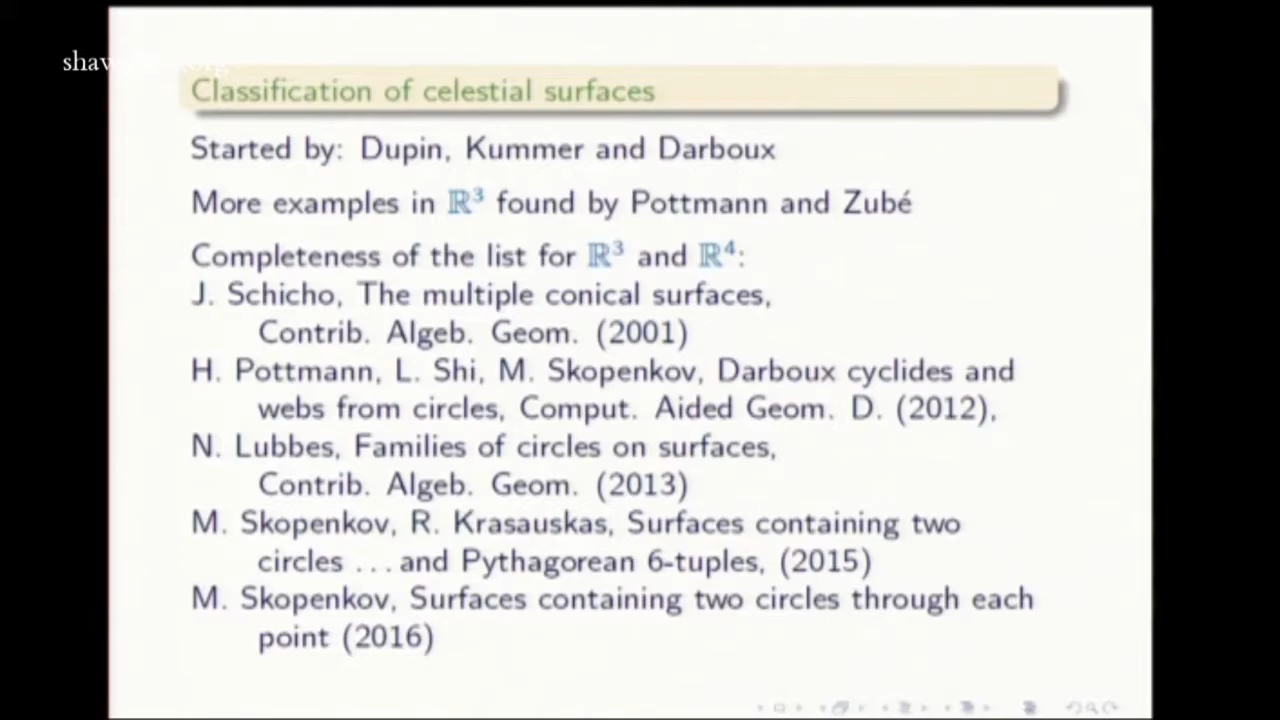 Classification of celestial surfaces
Started by: Dupin, Kummer and Darboux
More examples in ℝ³ found by Pottmann and Zubé
Completeness of the list for ℝ³ and ℝ⁴:
J. Schicho, The multiple conical surfaces,
Contrib. Algeb. Geom. (2001)
H. Pottmann, L. Shi, M. Skopenkov, Darboux cyclides and
webs from circles, Comput. Aided Geom. D. (2012),
N. Lubbes, Families of circles on surfaces,
Contrib. Algeb. Geom. (2013)
M. Skopenkov, R. Krasauskas, Surfaces containing two
circles ... and Pythagorean 6-tuples, (2015)
M. Skopenkov, Surfaces containing two circles through each
point (2016)